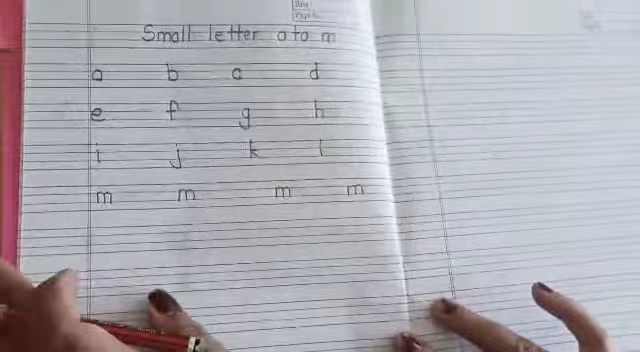 Small letter a to m
a b c d
e f g h
i j k l
m m m m